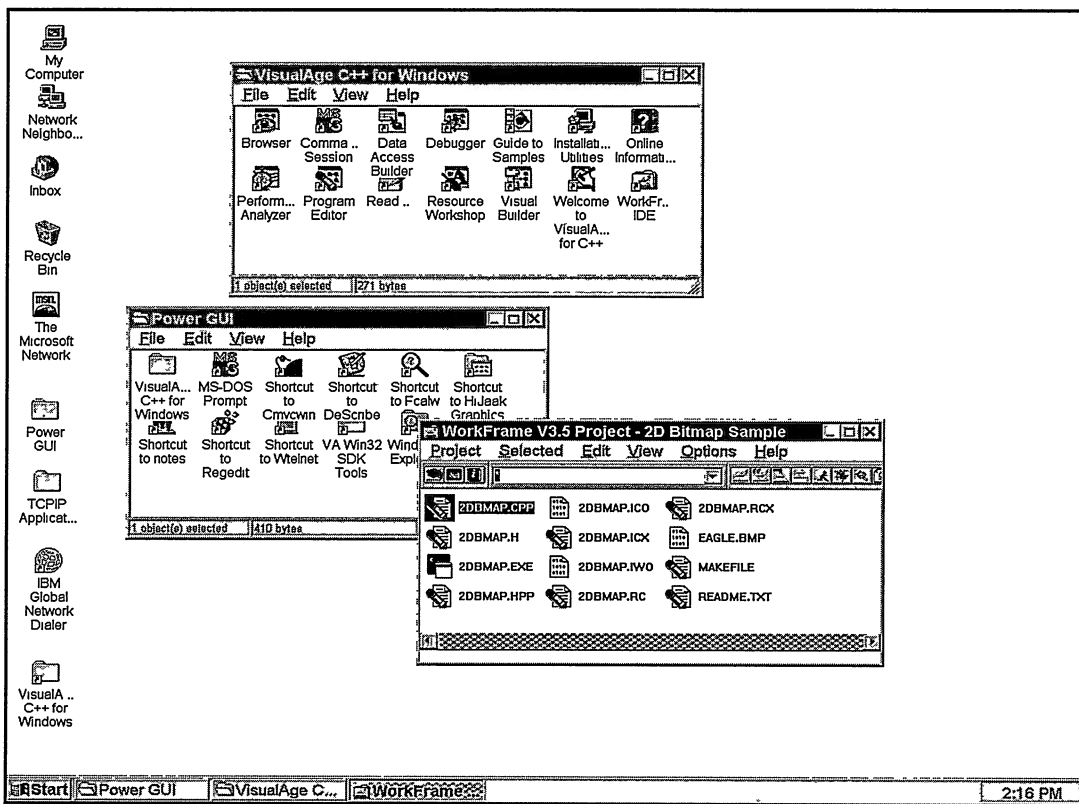 My
Computer
Network
Neighbo...
Inbox
Recycle
Bin
The
Microsoft
Network
Power
GUI
TCPIP
Applicat...
IBM
Global
Network
Dialer
VisualA ..
C++ for
Windows
VisualAge C++ for Windows
File Edit View Help
Browser Comma .. Data Debugger Guide to Installati... Online
Session Access Samples Utilities Informati...
Builder
Perform... Program Read .. Resource Visual Welcome WorkFr..
Analyzer Editor Workshop Builder to IDE
VisualA...
for C++
1 object(s) selected 271 bytes
Power GUI
File Edit View Help
VisualA... MS-DOS Shortcut Shortcut Shortcut Shortcut
C++ for Prompt to to to Fcalw to HiJaak
Windows Cmvcwin DeScribe Graphics
Shortcut Shortcut Shortcut VA Win32 Wind
to notes to to Wtelnet SDK Expl
Regedit Tools
1 object(s) selected 410 bytes
WorkFrame V3.5 Project - 2D Bitmap Sample
Project Selected Edit View Options Help
2DBMAP.CPP 2DBMAP.ICO 2DBMAP.RCX
2DBMAP.H 2DBMAP.ICX EAGLE.BMP
2DBMAP.EXE 2DBMAP.IWO MAKEFILE
2DBMAP.HPP 2DBMAP.RC README.TXT
Start Power GUI VisualAge C... WorkFrame 2:16 PM